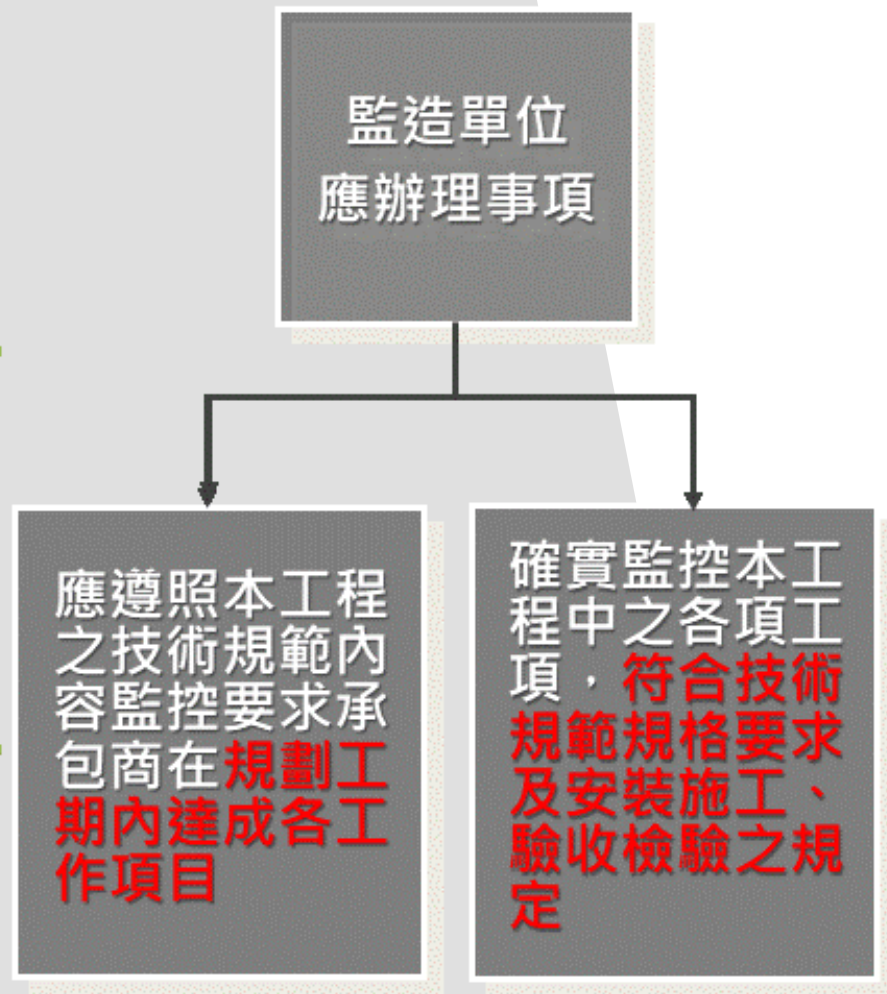 監造單位
應辦理事項
應遵照本工程
之技術規範內
容監控要求承
包商在規劃工
期內達成各工
作項目
確實監控本工
程中之各項工
項，符合技術
規範規格要求
及安裝施工、
驗收檢驗之規
定